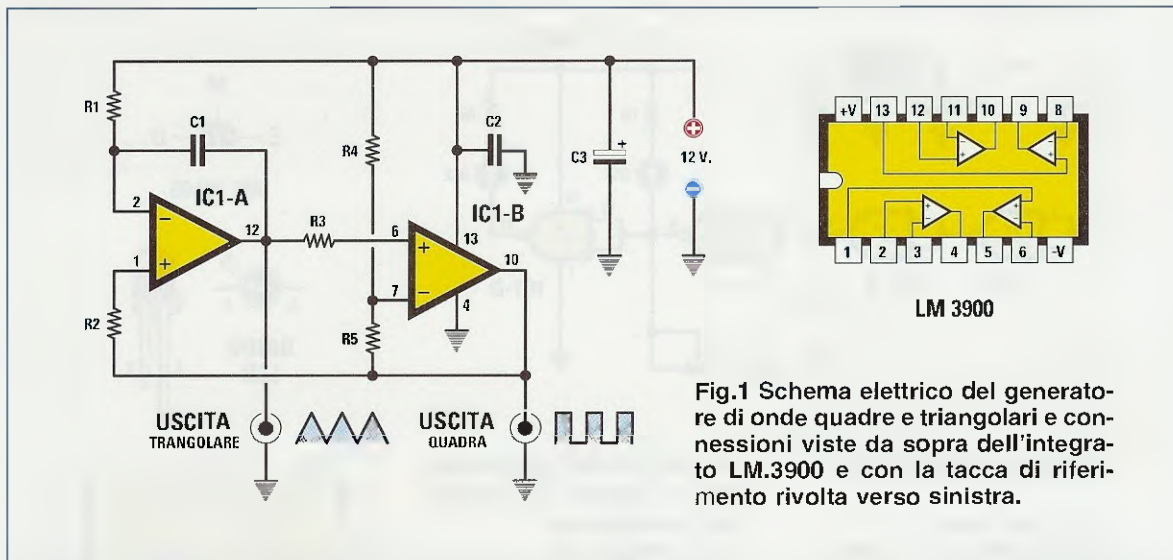 R1
C1
2
IC1-A
12
1
R2
R3
R4
6
7
R5
IC1-B
13
10
4
C2
C3
+
12 V.
USCITA
TRANGOLARE
USCITA
QUADRA
+V 13 12 11 10 9 8
1 2 3 4 5 6 -V
LM 3900
Fig.1 Schema elettrico del generato-
re di onde quadre e triangolari e con-
nessioni viste da sopra dell'integra-
to LM.3900 e con la tacca di riferi-
mento rivolta verso sinistra.